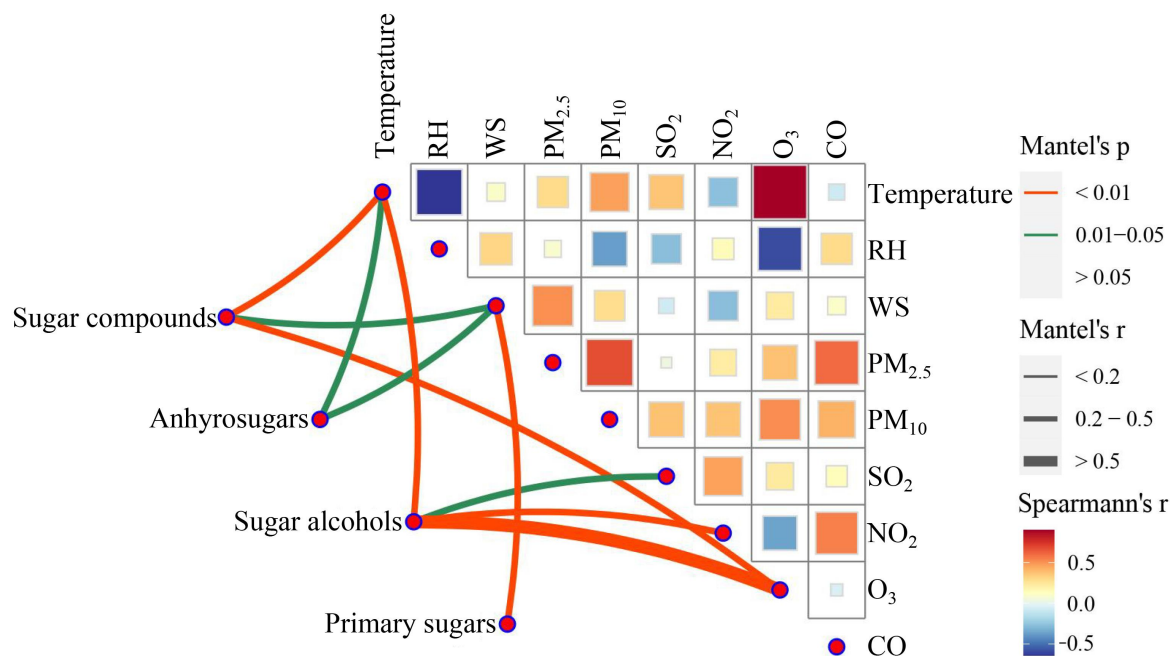 Temperature
RH
WS
PM2.5
PM10
SO2
NO2
O3
CO
Temperature
RH
WS
PM2.5
PM10
SO2
NO2
O3
CO
Sugar compounds
Anhyrosugars
Sugar alcohols
Primary sugars
Mantel's p
< 0.01
0.01−0.05
> 0.05
Mantel's r
< 0.2
0.2 − 0.5
> 0.5
Spearmann's r
0.5
0.0
−0.5